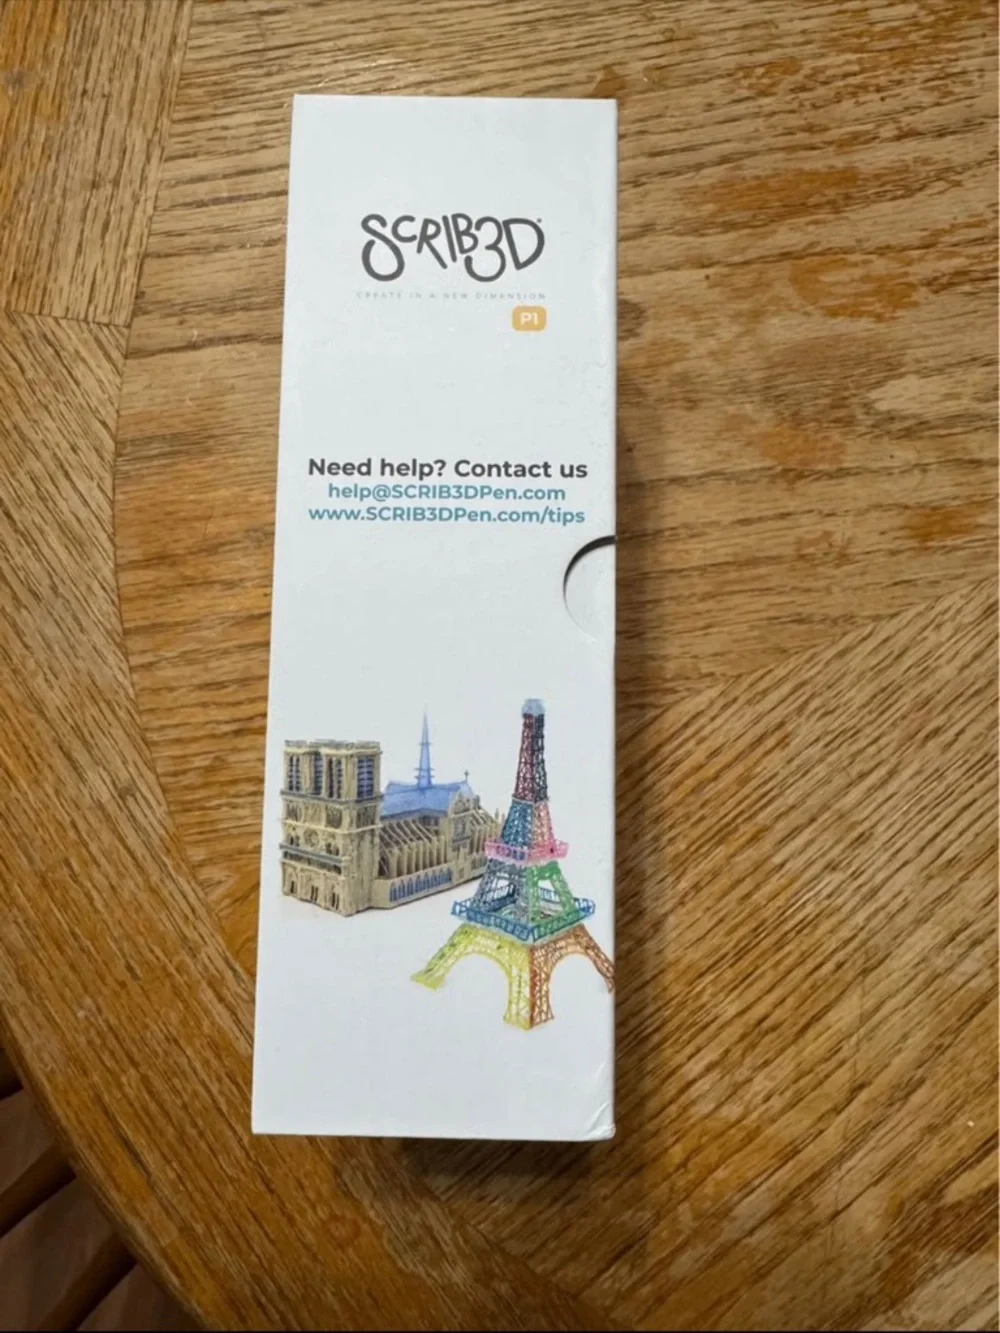 SCRIB3D®
CREATE IN A NEW DIMENSION
P1
Need help? Contact us
help@SCRIB3DPen.com
www.SCRIB3DPen.com/tips